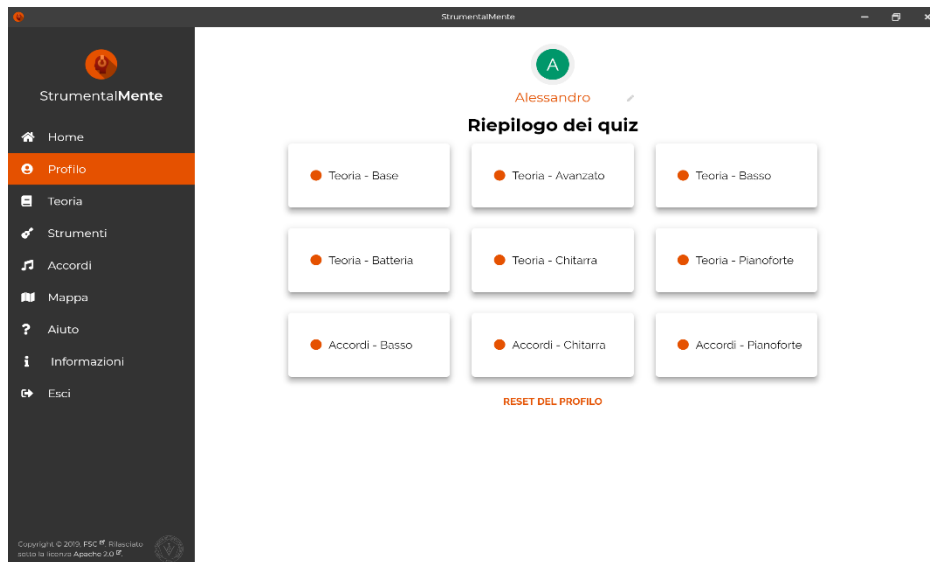 StrumentalMente
StrumentalMente
Home
Profilo
Teoria
Strumenti
Accordi
Mappa
Aiuto
Informazioni
Esci
Copyright © 2019, FSC. Rilasciato
sotto la licenza Apache 2.0.
A
Alessandro
Riepilogo dei quiz
Teoria - Base
Teoria - Avanzato
Teoria - Basso
Teoria - Batteria
Teoria - Chitarra
Teoria - Pianoforte
Accordi - Basso
Accordi - Chitarra
Accordi - Pianoforte
RESET DEL PROFILO